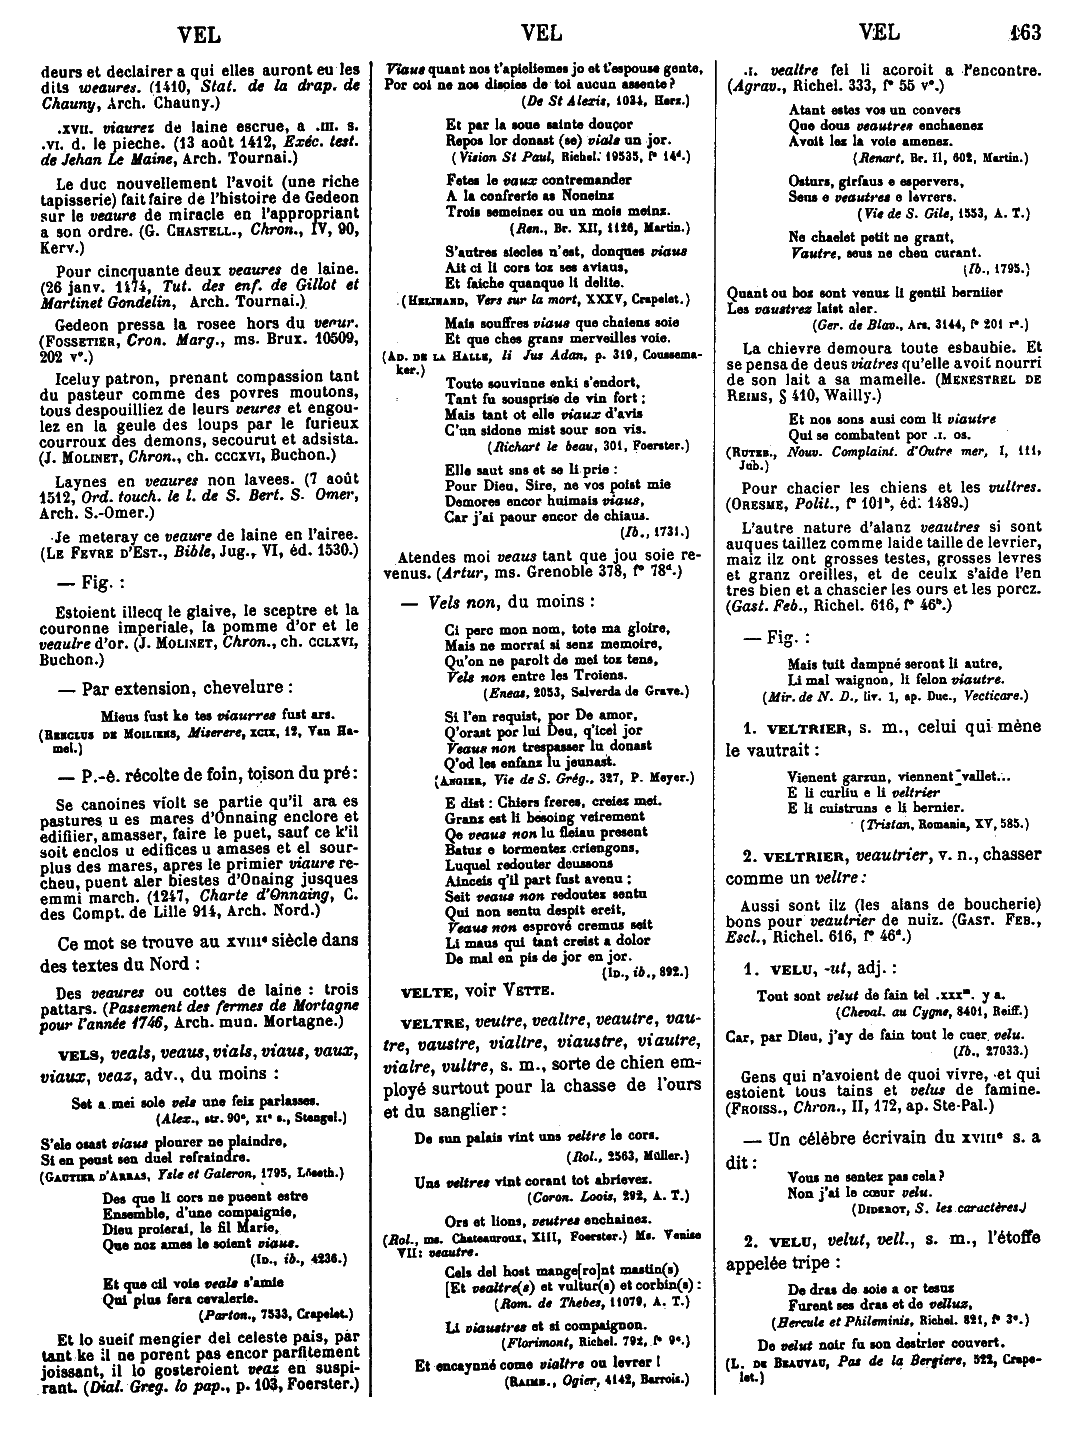 VEL
VEL
VEL
163
deurs et declairer a qui elles auront eu les
dits weaures. (1410, Stat. de la drap. de
Chauny, Arch. Chauny.)
.XVII. viaurez de laine escrue, a .III. s.
.VI. d. le pieche. (13 août 1412, Exéc. test.
de Jehan Le Maine, Arch. Tournai.)
Le duc nouvellement l'avoit (une riche
tapisserie) fait faire de l'histoire de Gedeon
sur le veaure de miracle en l'appropriant
a son ordre. (G. CHASTELL., Chron., IV, 90,
Kerv.)
Pour cincquante deux veaures de laine.
(26 janv. 1474, Tut. des enf. de Gillot et
Martinet Gondelin, Arch. Tournai.)
Gedeon pressa la rosee hors du veaur.
(FOSSETIER, Cron. Marg., ms. Brux. 10509,
202 v°.)
Iceluy patron, prenant compassion tant
du pasteur comme des povres moutons,
tous despouilliez de leurs veures et engou-
lez en la geule des loups par le furieux
courroux des demons, secourut et adsista.
(J. MOLINET, Chron., ch. CCCXVI, Buchon.)
Laynes en veaures non lavees. (7 août
1512, Ord. touch. le l. de S. Bert. S. Omer,
Arch. S.-Omer.)
Je meteray ce veaure de laine en l'airee.
(LE FEVRE D'EST., Bible, Jug., VI, éd. 1530.)
— Fig. :
Estoient illecq le glaive, le sceptre et la
couronne imperiale, la pomme d'or et le
veaulre d'or. (J. MOLINET, Chron., ch. CCLXVI,
Buchon.)
— Par extension, chevelure :
Mieus fust ke tes viaurres fust ars.
(RENCLUS DE MOILIENS, Miserere, XCIX, 12, Van Ha-
mel.)
— P.-ê. récolte de foin, toison du pré :
Se canoines violt se partie qu'il ara es
pastures u es mares d'Onnaing enclore et
edifiier, amasser, faire le puet, sauf ce k'il
soit enclos u edifices u amases et el sour-
plus des mares, apres le primier viaure re-
cheu, puent aler biestes d'Onaing jusques
emmi march. (1247, Charte d'Onnaing, C.
des Compt. de Lille 914, Arch. Nord.)
Ce mot se trouve au XVIIIe siècle dans
des textes du Nord :
Des veaures ou cottes de laine : trois
pattars. (Passement des fermes de Mortagne
pour l'année 1746, Arch. mun. Mortagne.)
VELS, veals, veaus, vials, viaus, vaux,
viaux, veaz, adv., du moins :
Set a mei sole vels une feiz parlasses.
(Alex., str. 90e, XIe s., Stengel.)
S'ele osast viaus plourer ne plaindre,
Si en peust son duel refraindre.
(GAUTIER D'ARRAS, Ysle et Galeron, 1795, Löseth.)
Des que li cors ne pueent estre
Ensemble, d'une compaignie,
Dieu proierai, le fil Marie,
Que noz ames le soient viaus.
(ID., ib., 4236.)
Et que cil voie veals s'amie
Qui plus fera cevalerie.
(Parton., 7533, Crapelet.)
Et lo sueif mengier del celeste pais, par
tant ke il ne porent pas encor parfitement
joissant, il lo gosteroient veaz en suspi-
rant. (Dial. Greg. lo pap., p. 103, Foerster.)
Viaus quant nos t'apieliemes jo et t'espouse gente,
Por coi ne nos disoies de toi aucun assente ?
(De St Alexis, 1034, Herz.)
Et par la soue sainte douçor
Repos lor donast (se) vials un jor.
(Vision St Paul, Richel. 19535, f° 14d.)
Fetes le vaux contremander
A la confrerie as Noneinz
Trois semeinez ou un mois meinz.
(Ren., Br. XII, 1126, Martin.)
S'autres siecles n'est, donques viaus
Ait ci li cors toz ses aviaus,
Et faiche quanque li delite.
(HELINAND, Vers sur la mort, XXXV, Crapelet.)
Mais souffres viaus que chaiens soie
Et que ches grans merveilles voie.
(AD. DE LA HALLE, li Jus Adan, p. 319, Coussema-
ker.)
Toute souvinne enki s'endort,
Tant fu sousprise de vin fort ;
Mais tant ot elle viaux d'avis
C'un sidone mist sour son vis.
(Richart le beau, 301, Foerster.)
Elle saut sus et se li prie :
Pour Dieu, Sire, ne vos poist mie
Demores encor huimais viaus,
Car j'ai paour encor de chiaus.
(Ib., 1731.)
Atendes moi veaus tant que jou soie re-
venus. (Artur, ms. Grenoble 378, f° 78d.)
— Vels non, du moins :
Ci perc mon nom, tote ma gloire,
Mais ne morrai si senz memoire,
Qu'on ne parolt de mei toz tens,
Vels non entre les Troiens.
(Eneas, 2053, Salverda de Grave.)
Si l'en requist, por De amor,
Q'orast por lui Deu, q'icel jor
Veaus non trespasser lu donast
Q'od les enfanz lu jeunast.
(ANGIER, Vie de S. Grég., 327, P. Meyer.)
E dist : Chiers freres, creiez mei.
Granz est li besoing veirement
Qe veaus non lu fleiau present
Batuz e tormentez criengons,
Luquel redouter deussons
Ainceis q'il part fust avenu ;
Seit veaus non redoutez sentu
Qui non sentu despit ereit,
Veaus non esprové cremus seit
Li maus qui tant creist a dolor
De mal en pis de jor en jor.
(ID., ib., 892.)
VELTE, voir VETTE.
VELTRE, veutre, vealtre, veautre, vau-
tre, vaustre, vialtre, viaustre, viautre,
vialre, vultre, s. m., sorte de chien em-
ployé surtout pour la chasse de l'ours
et du sanglier :
De sun palais vint uns veltre le cors.
(Rol., 2563, Müller.)
Uns veltres vint corant tot abrievez.
(Coron. Loois, 292, A. T.)
Ors et lions, veutres enchainez.
(Rol., ms. Chateauroux, XIII, Foerster.) Ms. Venise
VII: veautre.
Cels del host mange[ro]nt mastin(s)
[Et vealtre(s) et vultur(s) et corbin(s) :
(Rom. de Thebes, 11079, A. T.)
Li viaustres et si compaignon.
(Florimont, Richel. 792, f° 9c.)
Et encaynné come vialtre ou levrer !
(RAIMB., Ogier, 4142, Barrois.)
.I. vealtre fel li acoroit a l'encontre.
(Agrav., Richel. 333, f° 55 v°.)
Atant estes vos un convers
Que dous veautres enchaenez
Avoit lez la voie amenez.
(Renart, Br. II, 602, Martin.)
Osturs, girfaus e espervers,
Seus e veautres e levrers.
(Vie de S. Gile, 1553, A. T.)
Ne chaelet petit ne grant,
Vautre, seus ne chen curant.
(Ib., 1795.)
Quant ou bos sont venuz li gentil berniier
Les vaustrez laist aler.
(Ger. de Blav., Ars. 3144, f° 201 r°.)
La chievre demoura toute esbaubie. Et
se pensa de deus viatres qu'elle avoit nourri
de son lait a sa mamelle. (MENESTREL DE
REIMS, § 410, Wailly.)
Et nos sons ausi com li viautre
Qui se combatent por .I. os.
(RUTEB., Nouv. Complaint. d'Outre mer, I, 111,
Jub.)
Pour chacier les chiens et les vultres.
(ORESME, Polit., f° 101b, éd. 1489.)
L'autre nature d'alanz veautres si sont
auques taillez comme laide taille de levrier,
maiz ilz ont grosses testes, grosses levres
et granz oreilles, et de ceulx s'aide l'en
tres bien et a chascier les ours et les porcz.
(Gast. Feb., Richel. 616, f° 46b.)
— Fig. :
Mais tuit dampné seront li autre,
Li mal waignon, li felon viautre.
(Mir. de N. D., liv. 1, ap. Duc., Vecticare.)
1. VELTRIER, s. m., celui qui mène
le vautrait :
Vienent garzun, viennent vallet...
E li curliu e li veltrier
E li cuistruns e li bernier.
(Tristan, Romania, XV, 585.)
2. VELTRIER, veautrier, v. n., chasser
comme un veltre :
Aussi sont ilz (les alans de boucherie)
bons pour veautrier de nuiz. (GAST. FEB.,
Escl., Richel. 616, f° 46d.)
1. VELU, -ut, adj. :
Tout sont velut de fain tel .XXXm. y a.
(Cheval. au Cygne, 8401, Reiff.)
Car, par Dieu, j'ay de fain tout le cuer velu.
(Ib., 27033.)
Gens qui n'avoient de quoi vivre, et qui
estoient tous tains et velus de famine.
(FROISS., Chron., II, 172, ap. Ste-Pal.)
— Un célèbre écrivain du XVIIIe s. a
dit :
Vous ne sentez pas cela ?
Non j'ai le cœur velu.
(DIDEROT, S. les caractères)
2. VELU, velut, vell., s. m., l'étoffe
appelée tripe :
De dras de soie a or tesuz
Furent ses dras et de velluz,
(Hercule et Phileminis, Richel. 821, f° 3c.)
De velut noir fu son destrier couvert.
(L. DE BEAUVAU, Pas de la Bergiere, 522, Crape-
let.)